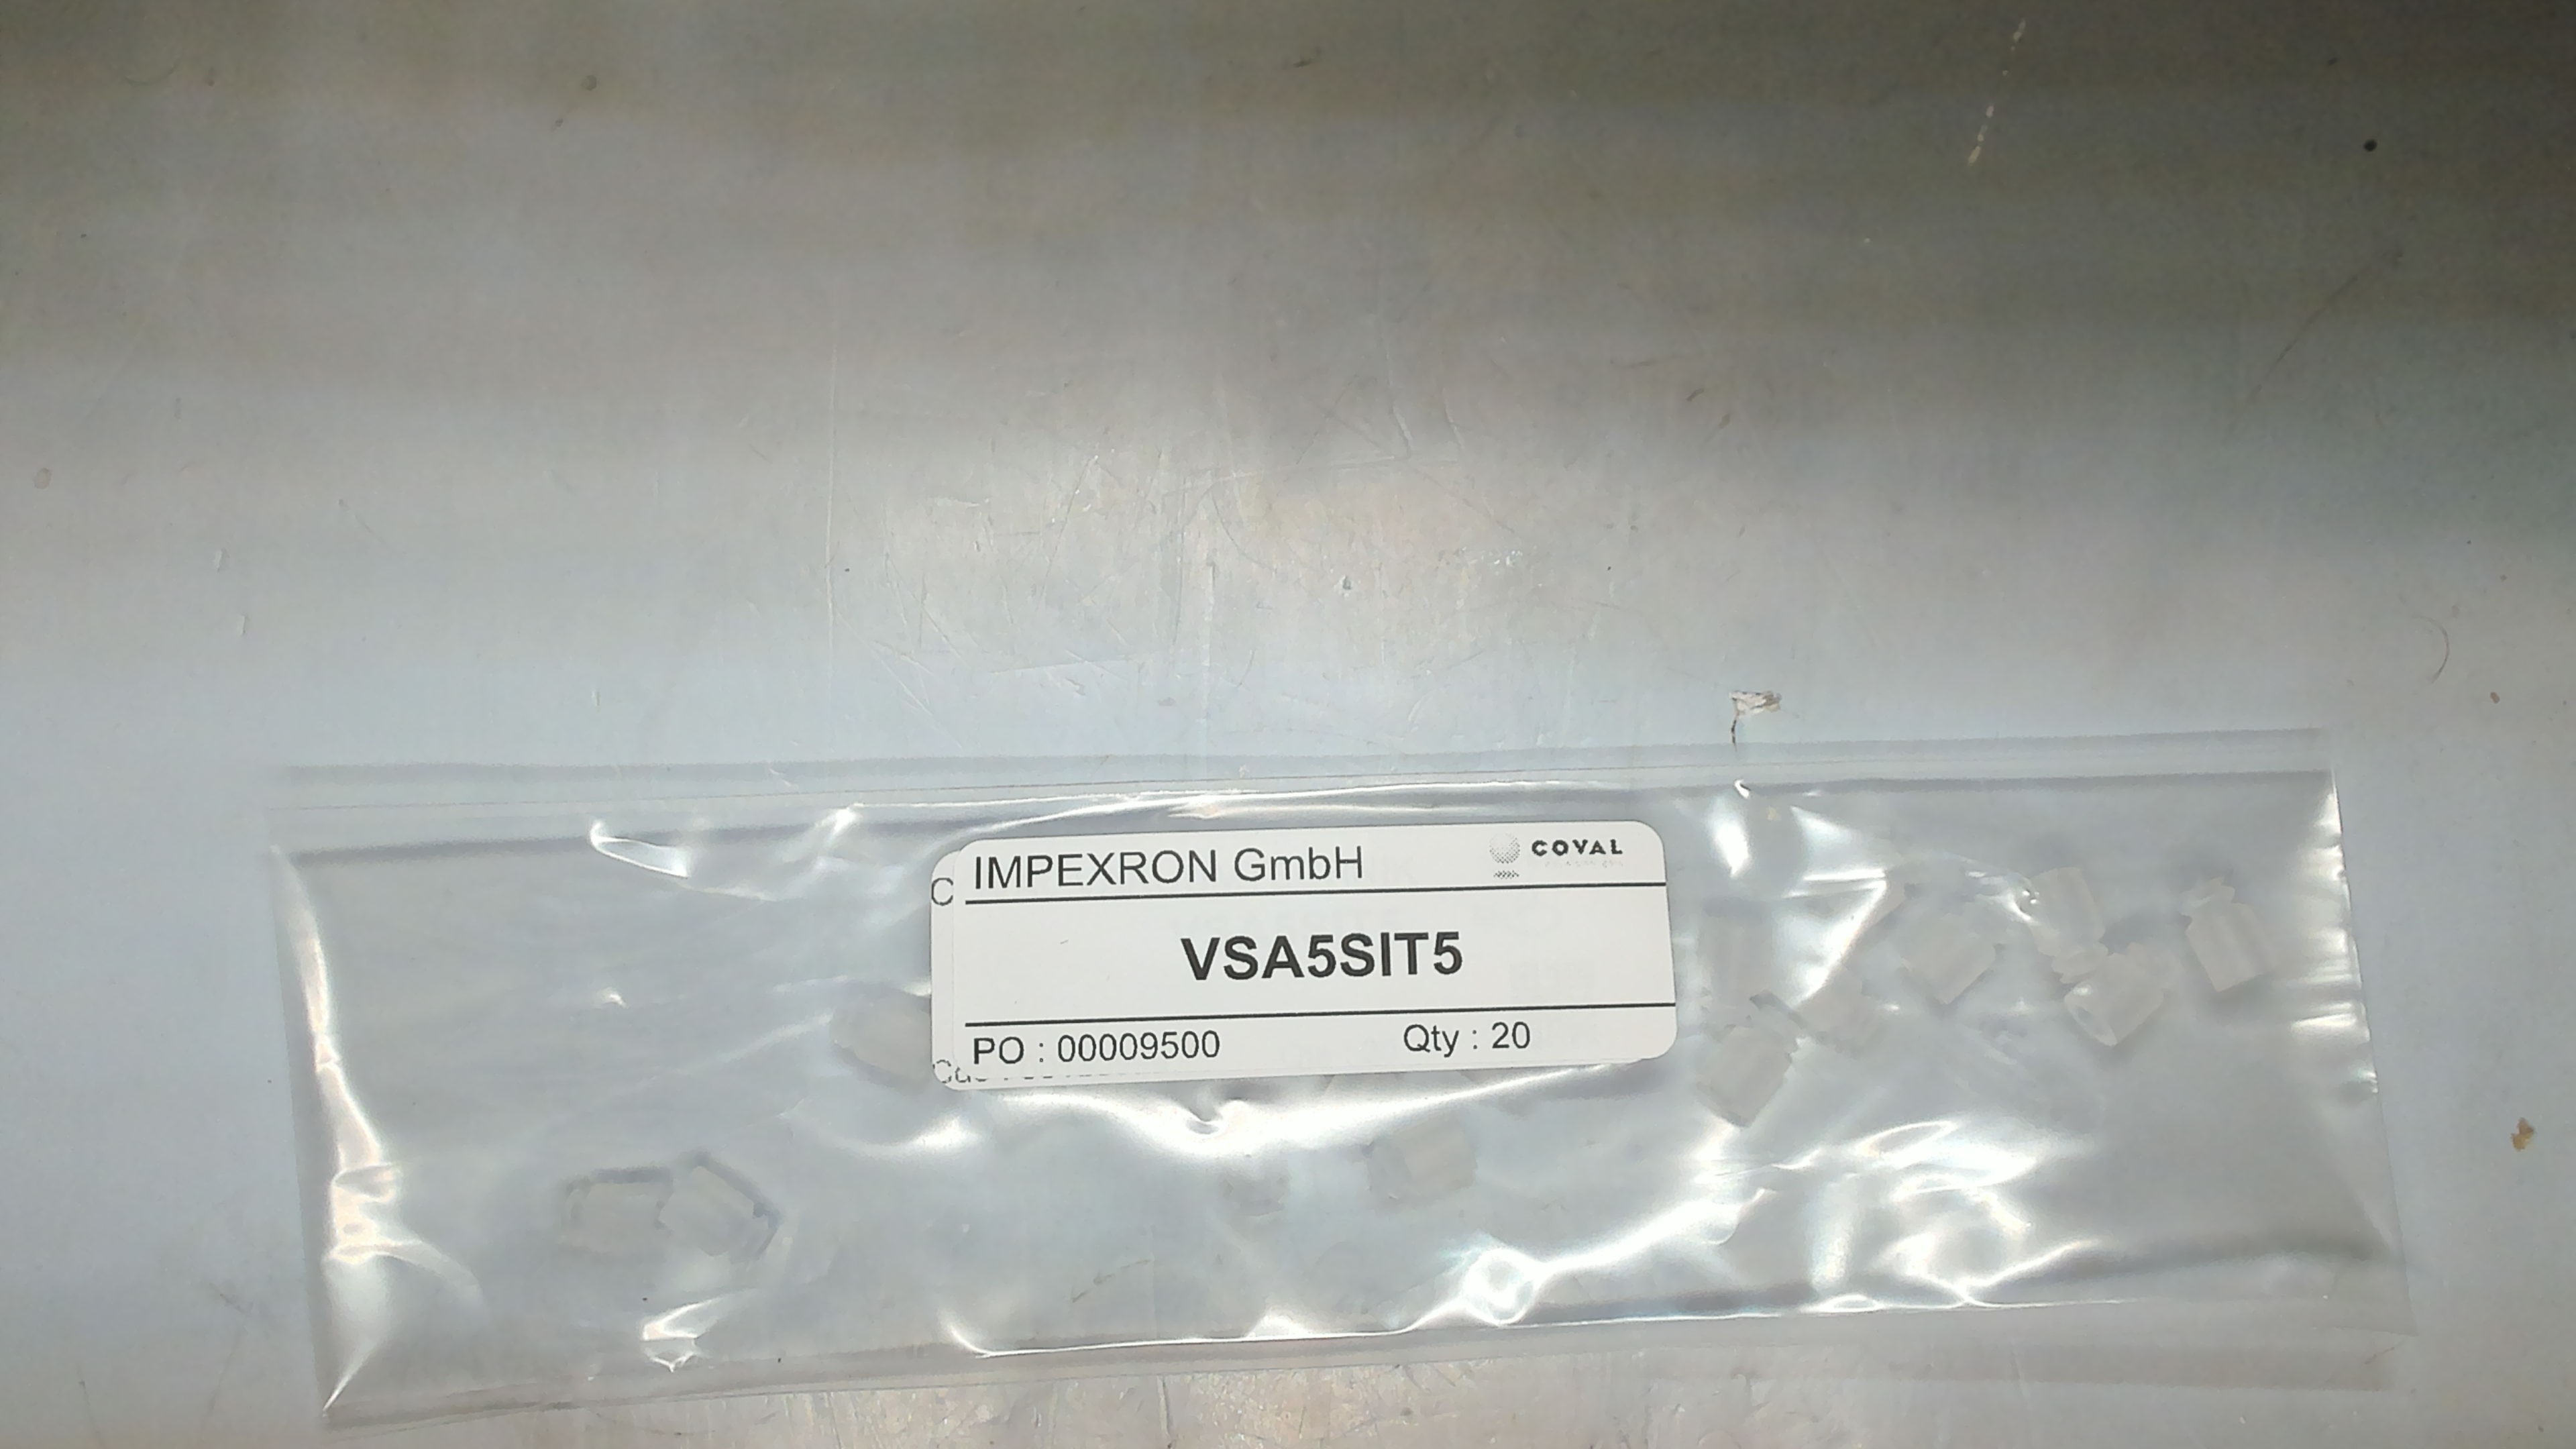 IMPEXRON GmbH
COVAL
VSA5SIT5
PO : 00009500
Qty : 20